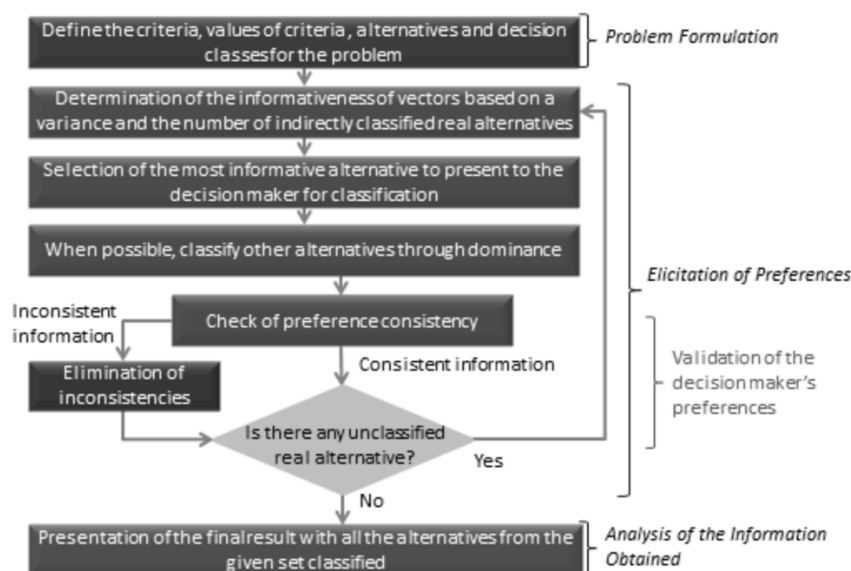 Define the criteria, values of criteria, alternatives and decision
classes for the problem
Problem Formulation
Determination of the informativeness of vectors based on a
variance and the number of indirectly classified real alternatives
Selection of the most informative alternative to present to the
decision maker for classification
When possible, classify other alternatives through dominance
Elicitation of Preferences
Inconsistent
information
Check of preference consistency
Validation of the
decision maker's
preferences
Consistent information
Elimination of
inconsistencies
Is there any unclassified
real alternative?
Yes
No
Presentation of the final result with all the alternatives from the
given set classified
Analysis of the Information
Obtained